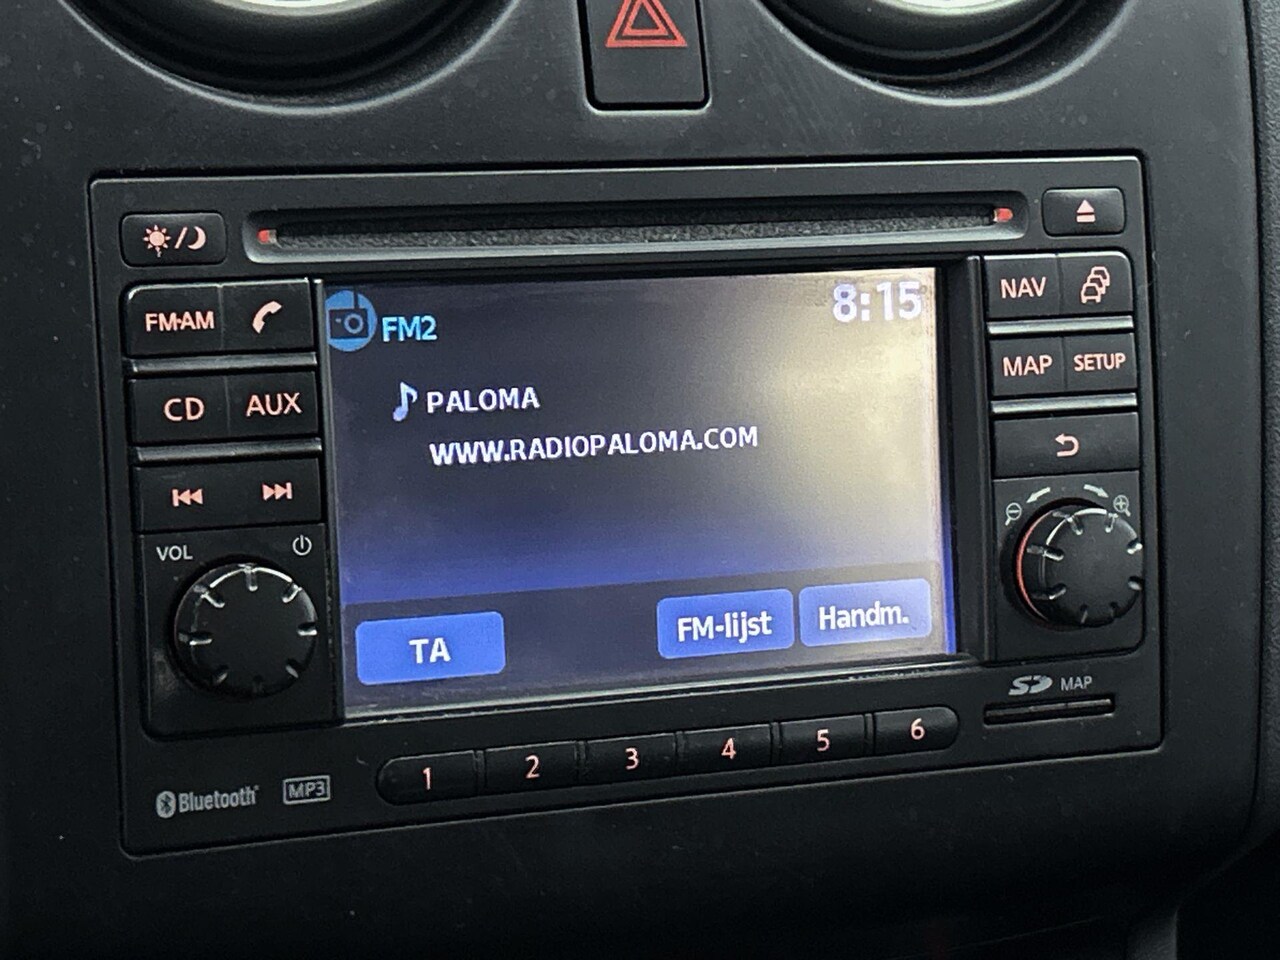 8:15
FM2
PALOMA
WWW.RADIOPALOMA.COM
TA
FM-lijst
Handm.
FM·AM
CD
AUX
VOL
NAV
MAP
SETUP
SD MAP
1
2
3
4
5
6
Bluetooth
MP3